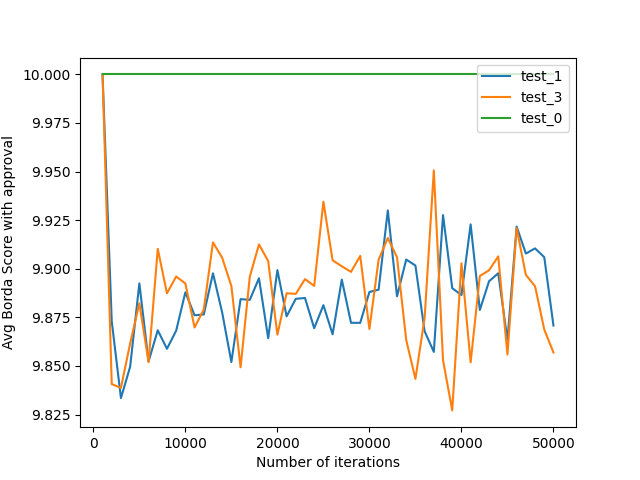 10.000
9.975
9.950
9.925
9.900
9.875
9.850
9.825
Avg Borda Score with approval
test_1
test_3
test_0
0
10000
20000
30000
40000
50000
Number of iterations